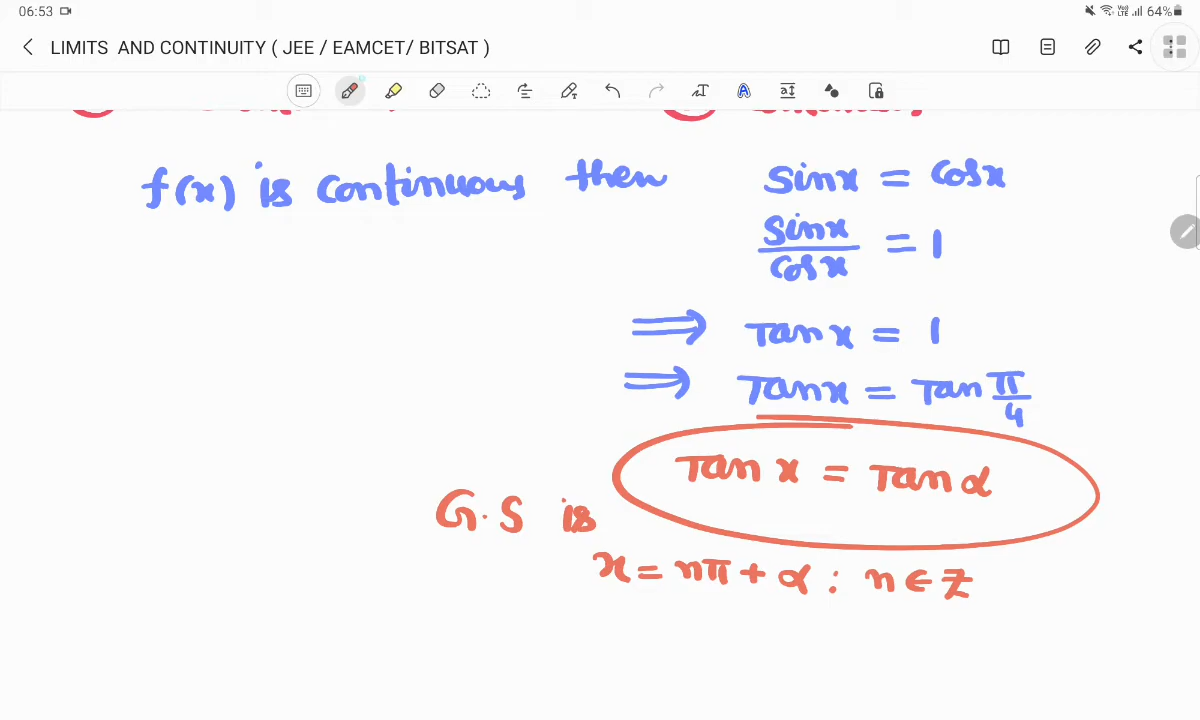 06:53 64%
LIMITS AND CONTINUITY ( JEE / EAMCET/ BITSAT )
f(x) is continuous then sinx = cosx
sinx/cosx = 1
⟹ Tan x = 1
⟹ Tanx = Tan π/4
Tan x = Tan α
G.S is
x = nπ + α : n ∈ Z